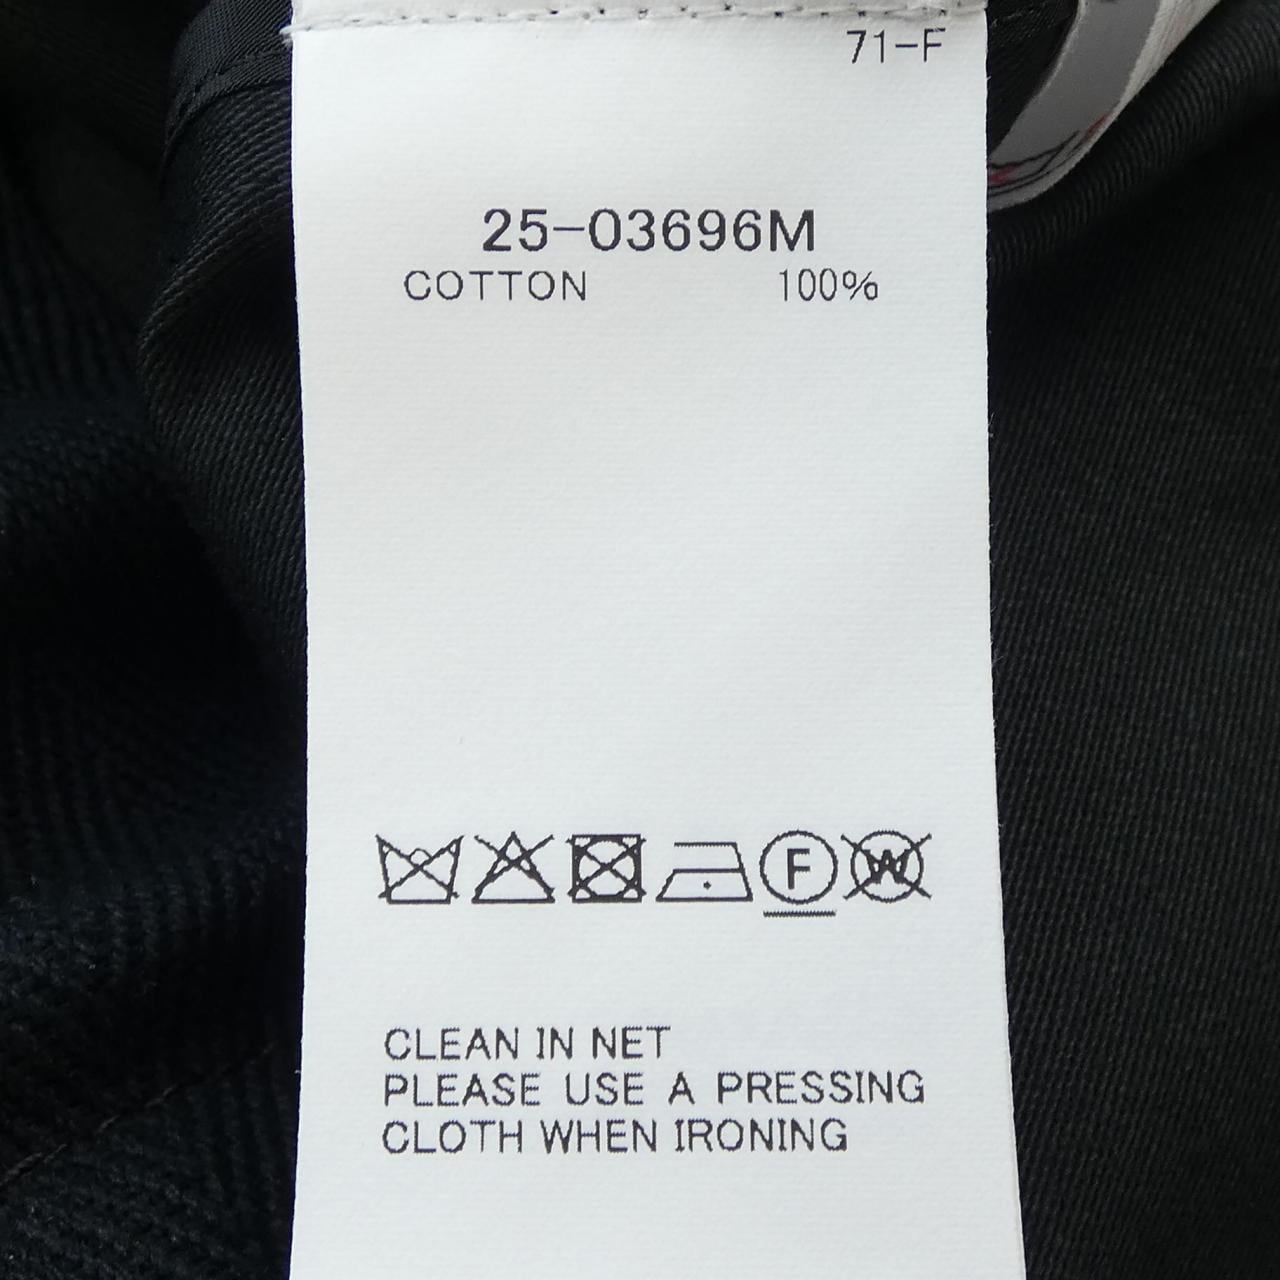 71-F
25-03696M
COTTON 100%
F W
CLEAN IN NET
PLEASE USE A PRESSING
CLOTH WHEN IRONING